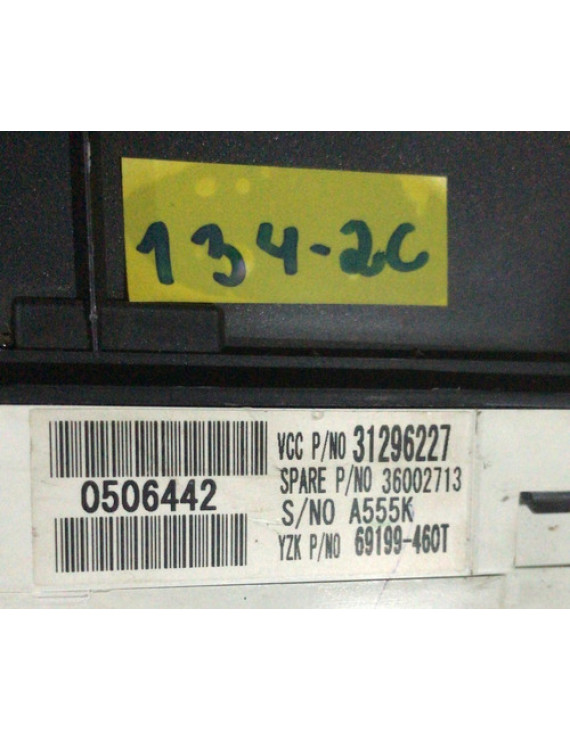 134-2C
VCC P/NO 31296227
SPARE P/NO 36002713
0506442
S/NO A555K
YZK P/NO 69199-460T